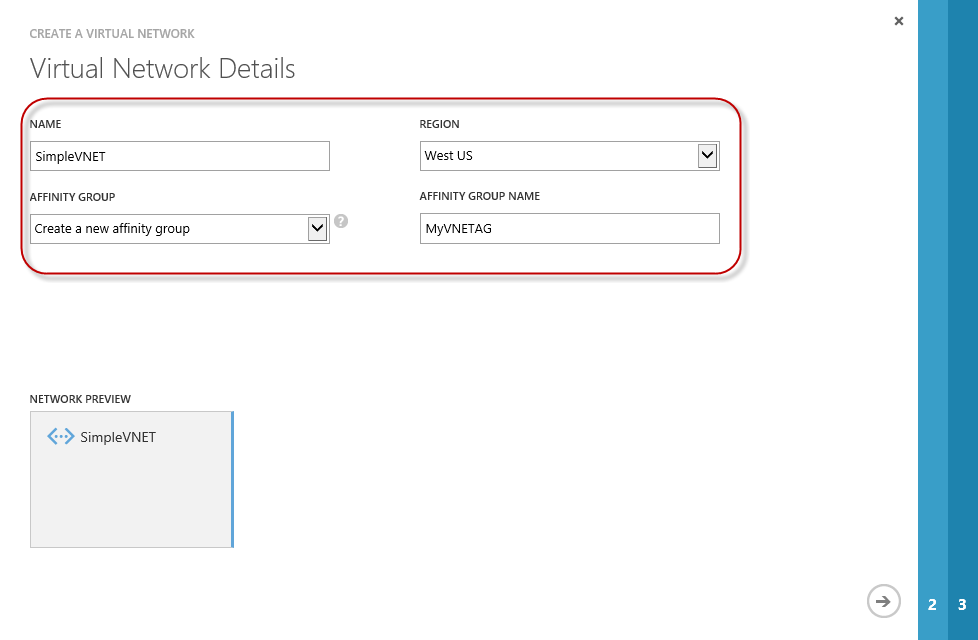 CREATE A VIRTUAL NETWORK
Virtual Network Details
NAME
REGION
SimpleVNET
West US
AFFINITY GROUP
AFFINITY GROUP NAME
Create a new affinity group
?
MyVNETAG
NETWORK PREVIEW
SimpleVNET
2
3